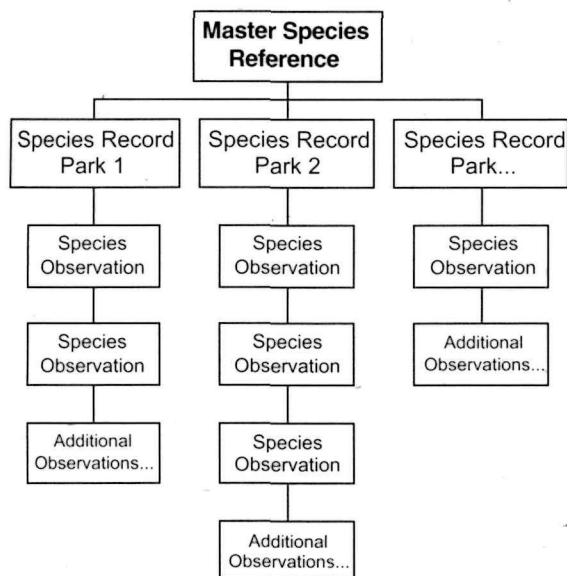 Master Species
Reference
Species Record
Park 1
Species Record
Park 2
Species Record
Park...
Species
Observation
Species
Observation
Additional
Observations...
Species
Observation
Species
Observation
Species
Observation
Additional
Observations...
Species
Observation
Additional
Observations...